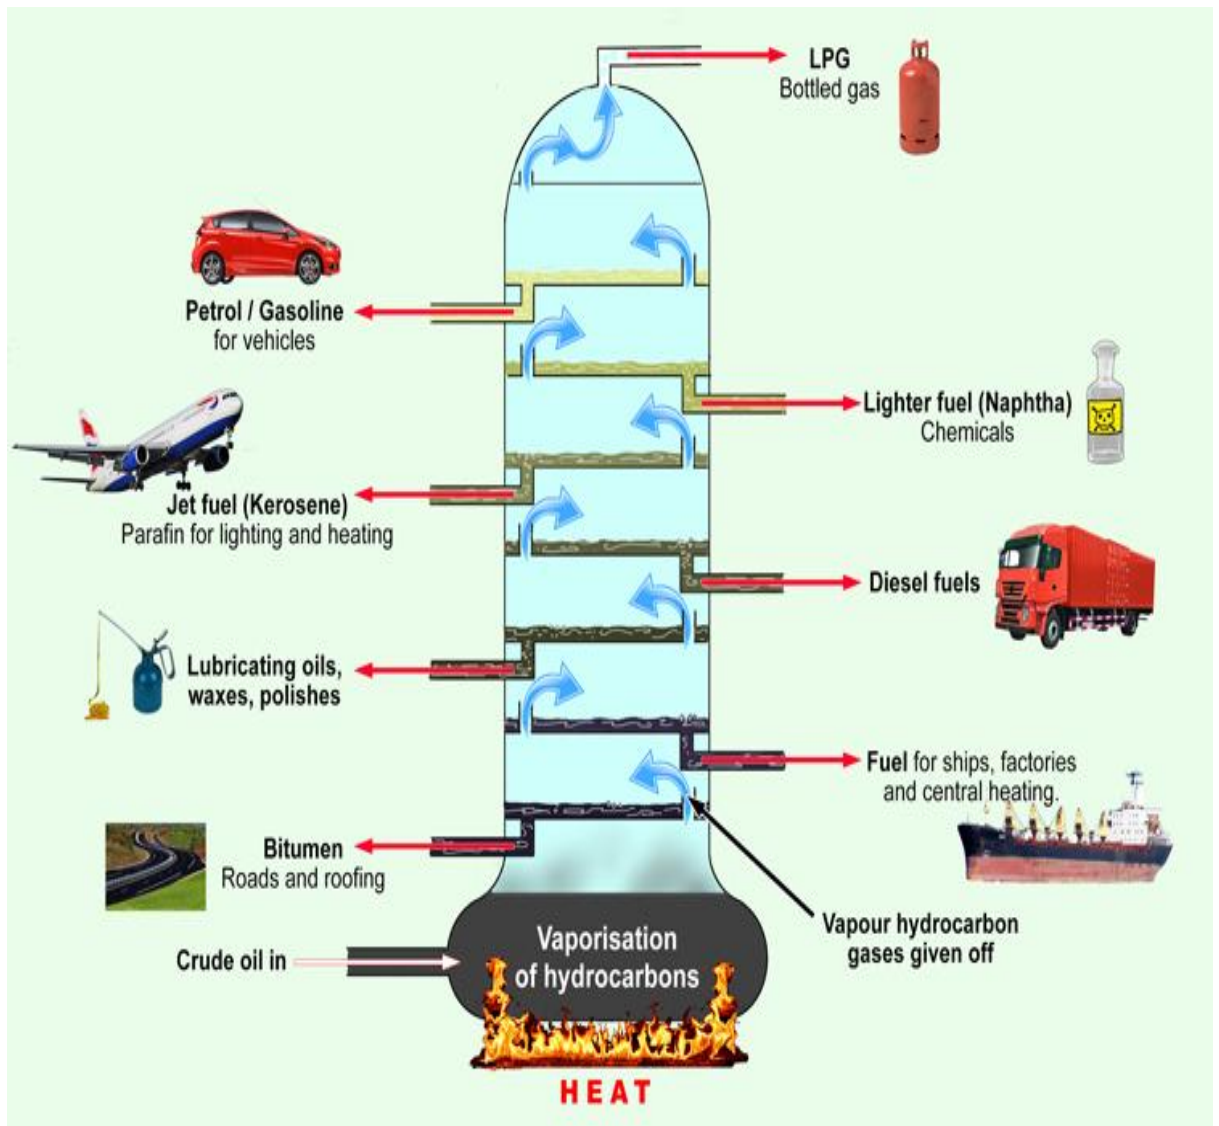 LPG
Bottled gas
Petrol / Gasoline
for vehicles
Lighter fuel (Naphtha)
Chemicals
Jet fuel (Kerosene)
Parafin for lighting and heating
Diesel fuels
Lubricating oils,
waxes, polishes
Fuel for ships, factories
and central heating.
Bitumen
Roads and roofing
Vapour hydrocarbon
gases given off
Crude oil in
Vaporisation
of hydrocarbons
HEAT